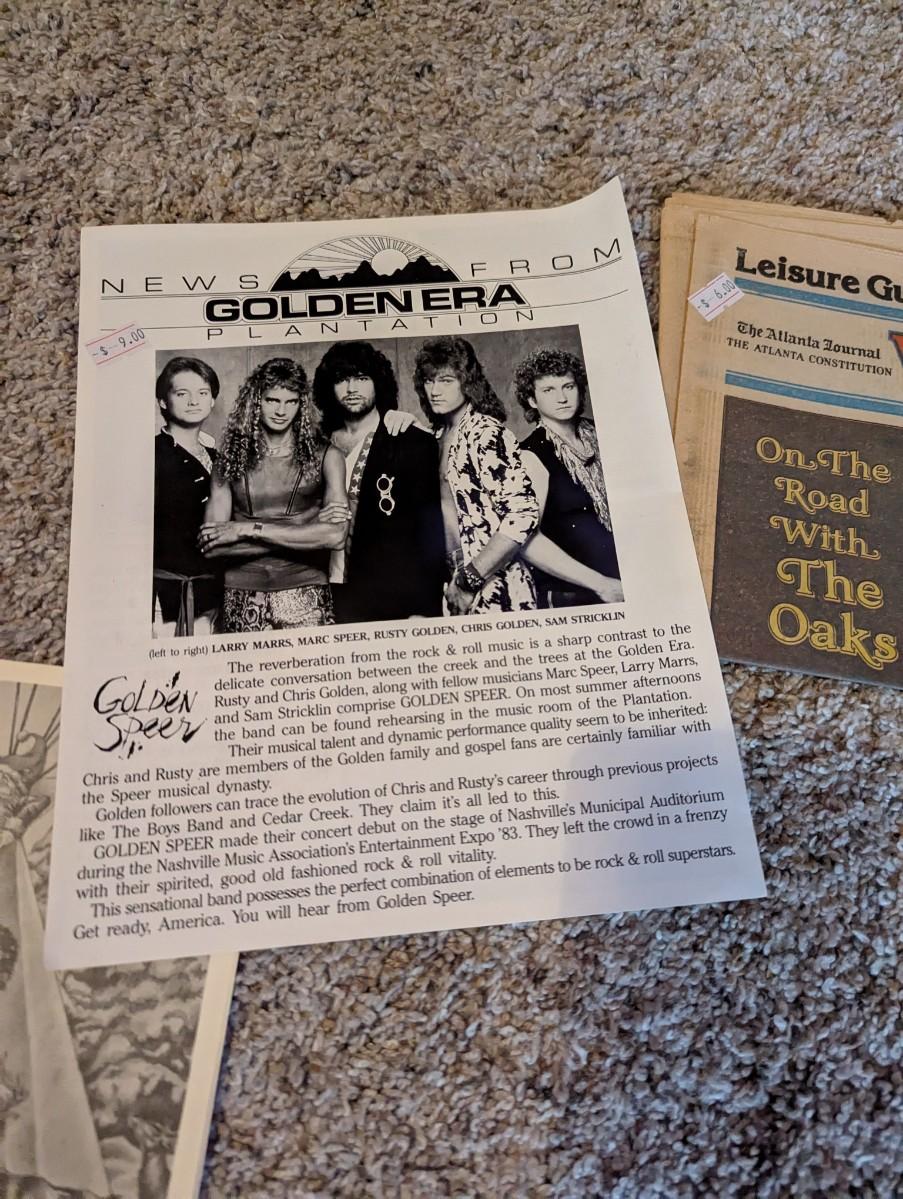 NEWS FROM
GOLDEN ERA
PLANTATION
-$--9.00
(left to right) LARRY MARRS, MARC SPEER, RUSTY GOLDEN, CHRIS GOLDEN, SAM STRICKLIN
Golden
Speer
The reverberation from the rock & roll music is a sharp contrast to the
delicate conversation between the creek and the trees at the Golden Era.
Rusty and Chris Golden, along with fellow musicians Marc Speer, Larry Marrs,
and Sam Stricklin comprise GOLDEN SPEER. On most summer afternoons
the band can be found rehearsing in the music room of the Plantation.
Their musical talent and dynamic performance quality seem to be inherited:
Chris and Rusty are members of the Golden family and gospel fans are certainly familiar with
the Speer musical dynasty.
Golden followers can trace the evolution of Chris and Rusty's career through previous projects
like The Boys Band and Cedar Creek. They claim it's all led to this.
GOLDEN SPEER made their concert debut on the stage of Nashville's Municipal Auditorium
during the Nashville Music Association's Entertainment Expo '83. They left the crowd in a frenzy
with their spirited, good old fashioned rock & roll vitality.
This sensational band possesses the perfect combination of elements to be rock & roll superstars.
Get ready, America. You will hear from Golden Speer.
Leisure Gu
-$--6.00
The Atlanta Journal
THE ATLANTA CONSTITUTION
On The
Road
With
The
Oaks